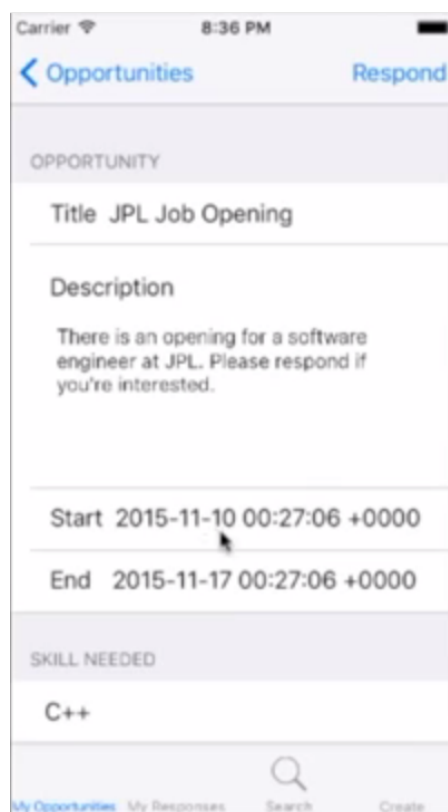 Carrier 8:36 PM
Opportunities Respond
OPPORTUNITY
Title JPL Job Opening
Description
There is an opening for a software
engineer at JPL. Please respond if
you're interested.
Start 2015-11-10 00:27:06 +0000
End 2015-11-17 00:27:06 +0000
SKILL NEEDED
C++
My Opportunities My Responses Search Create